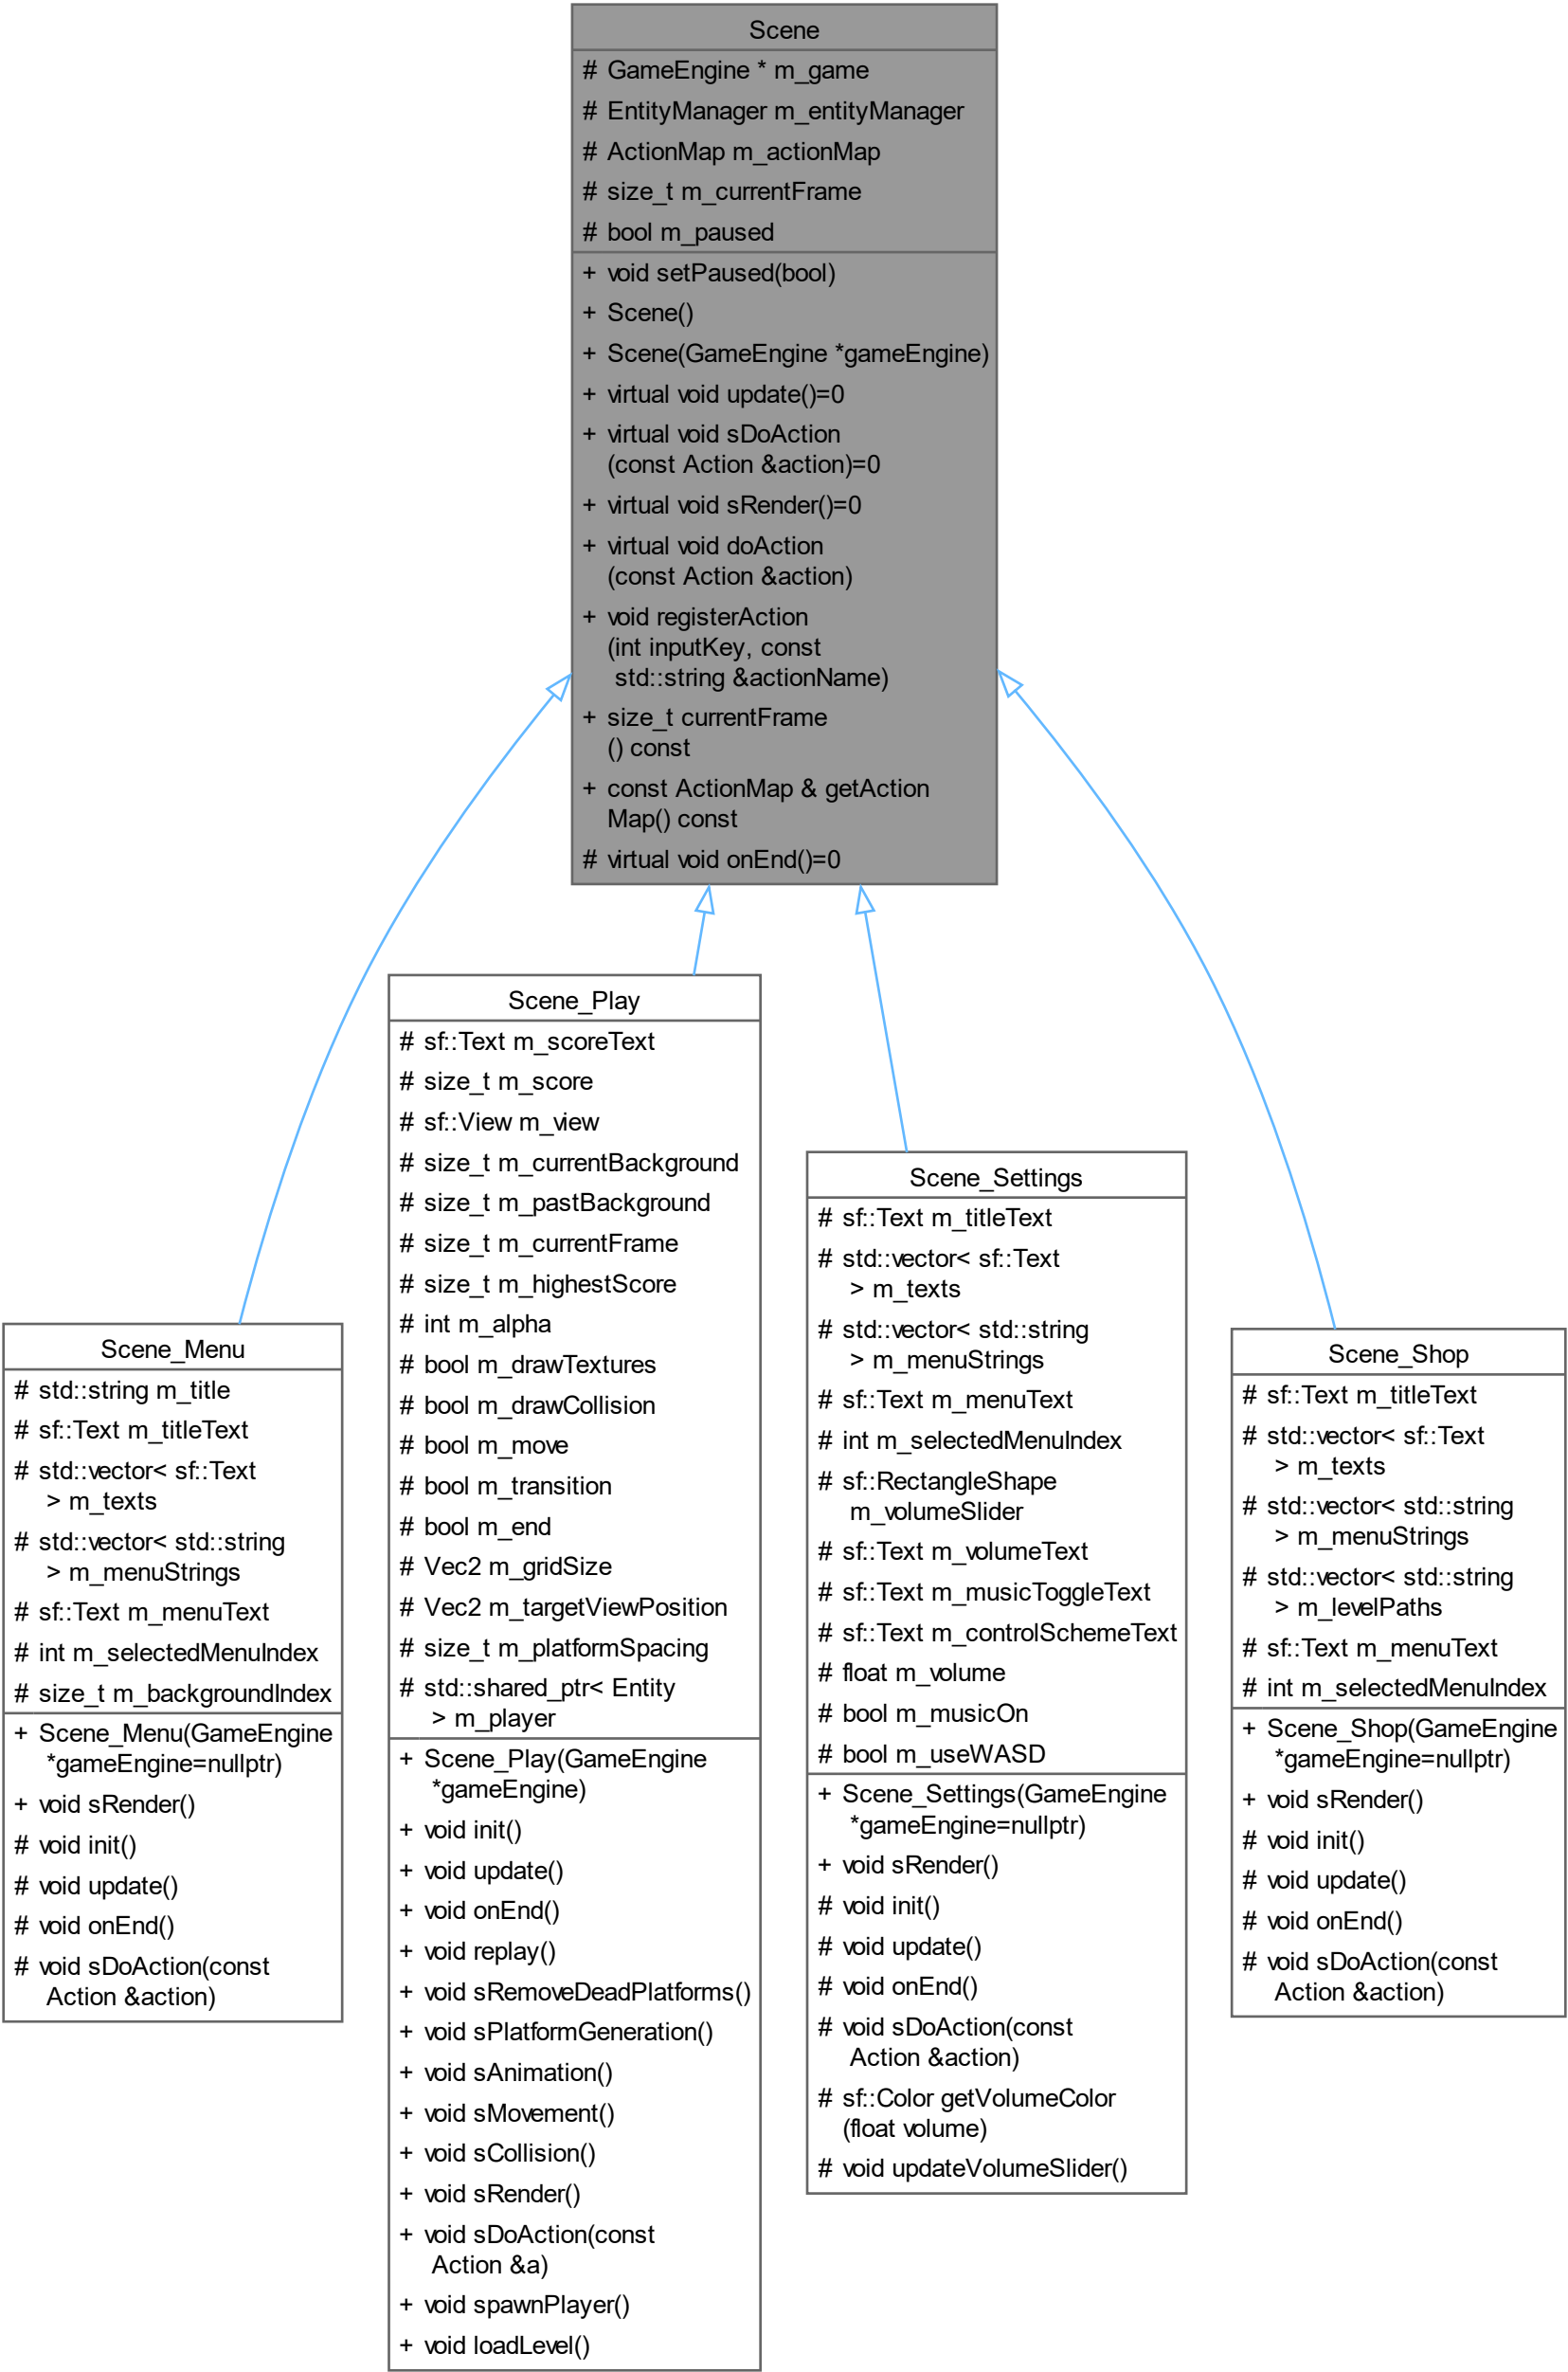 Scene
# GameEngine * m_game
# EntityManager m_entityManager
# ActionMap m_actionMap
# size_t m_currentFrame
# bool m_paused
+ void setPaused(bool)
+ Scene()
+ Scene(GameEngine *gameEngine)
+ virtual void update()=0
+ virtual void sDoAction
(const Action &action)=0
+ virtual void sRender()=0
+ virtual void doAction
(const Action &action)
+ void registerAction
(int inputKey, const
std::string &actionName)
+ size_t currentFrame
() const
+ const ActionMap & getAction
Map() const
# virtual void onEnd()=0
Scene_Menu
# std::string m_title
# sf::Text m_titleText
# std::vector< sf::Text
> m_texts
# std::vector< std::string
> m_menuStrings
# sf::Text m_menuText
# int m_selectedMenuIndex
# size_t m_backgroundIndex
+ Scene_Menu(GameEngine
*gameEngine=nullptr)
+ void sRender()
# void init()
# void update()
# void onEnd()
# void sDoAction(const
Action &action)
Scene_Play
# sf::Text m_scoreText
# size_t m_score
# sf::View m_view
# size_t m_currentBackground
# size_t m_pastBackground
# size_t m_currentFrame
# size_t m_highestScore
# int m_alpha
# bool m_drawTextures
# bool m_drawCollision
# bool m_move
# bool m_transition
# bool m_end
# Vec2 m_gridSize
# Vec2 m_targetViewPosition
# size_t m_platformSpacing
# std::shared_ptr< Entity
> m_player
+ Scene_Play(GameEngine
*gameEngine)
+ void init()
+ void update()
+ void onEnd()
+ void replay()
+ void sRemoveDeadPlatforms()
+ void sPlatformGeneration()
+ void sAnimation()
+ void sMovement()
+ void sCollision()
+ void sRender()
+ void sDoAction(const
Action &a)
+ void spawnPlayer()
+ void loadLevel()
Scene_Settings
# sf::Text m_titleText
# std::vector< sf::Text
> m_texts
# std::vector< std::string
> m_menuStrings
# sf::Text m_menuText
# int m_selectedMenuIndex
# sf::RectangleShape
m_volumeSlider
# sf::Text m_volumeText
# sf::Text m_musicToggleText
# sf::Text m_controlSchemeText
# float m_volume
# bool m_musicOn
# bool m_useWASD
+ Scene_Settings(GameEngine
*gameEngine=nullptr)
+ void sRender()
# void init()
# void update()
# void onEnd()
# void sDoAction(const
Action &action)
# sf::Color getVolumeColor
(float volume)
# void updateVolumeSlider()
Scene_Shop
# sf::Text m_titleText
# std::vector< sf::Text
> m_texts
# std::vector< std::string
> m_menuStrings
# std::vector< std::string
> m_levelPaths
# sf::Text m_menuText
# int m_selectedMenuIndex
+ Scene_Shop(GameEngine
*gameEngine=nullptr)
+ void sRender()
# void init()
# void update()
# void onEnd()
# void sDoAction(const
Action &action)